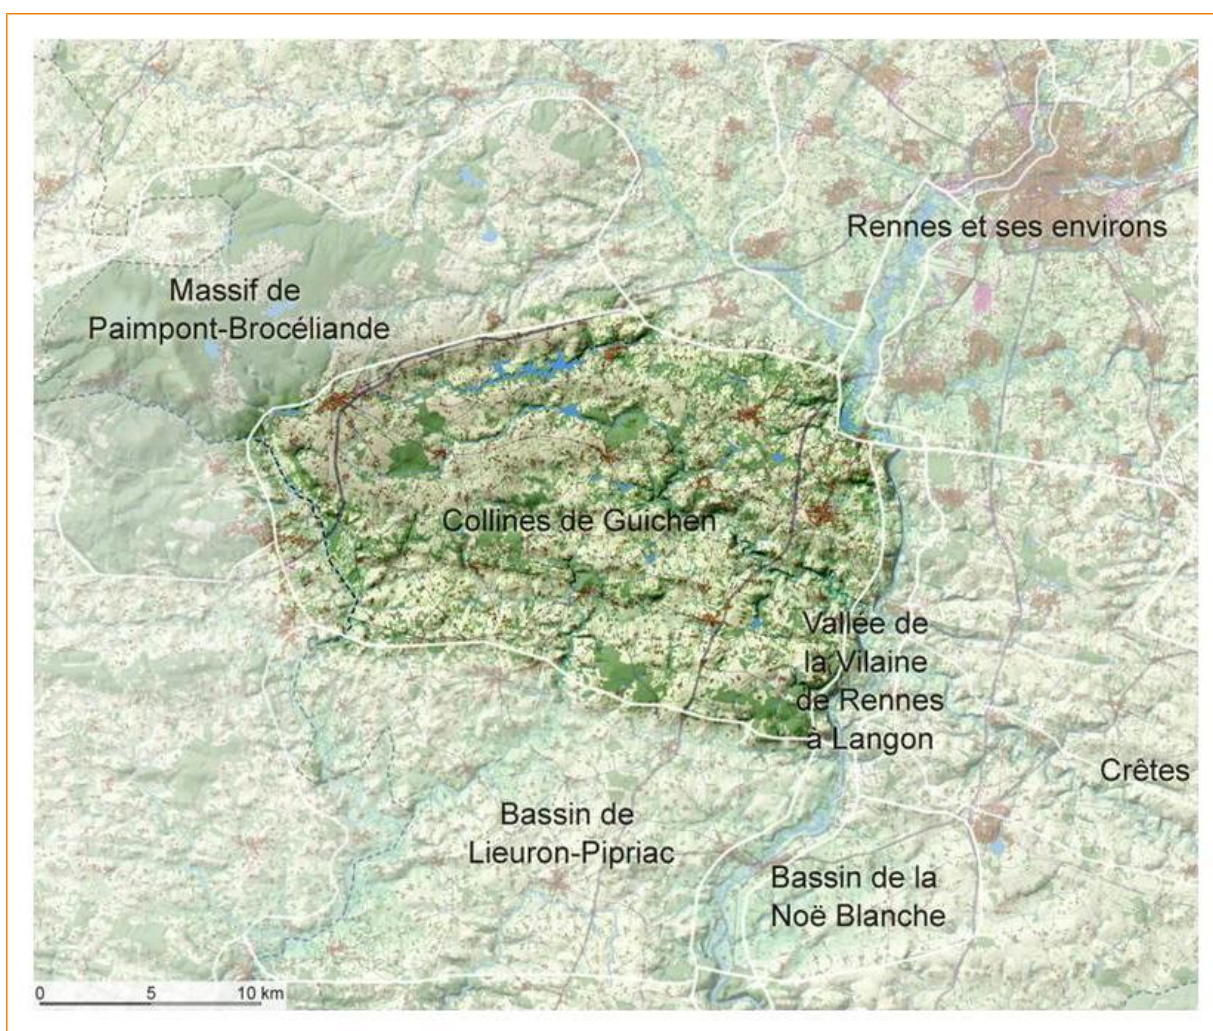 Rennes et ses environs
Massif de
Paimpont-Brocéliande
Collines de Guichen
Vallée de
la Vilaine
de Rennes
à Langon
Crêtes
Bassin de
Lieuron-Pipriac
Bassin de la
Noë Blanche
0 5 10 km